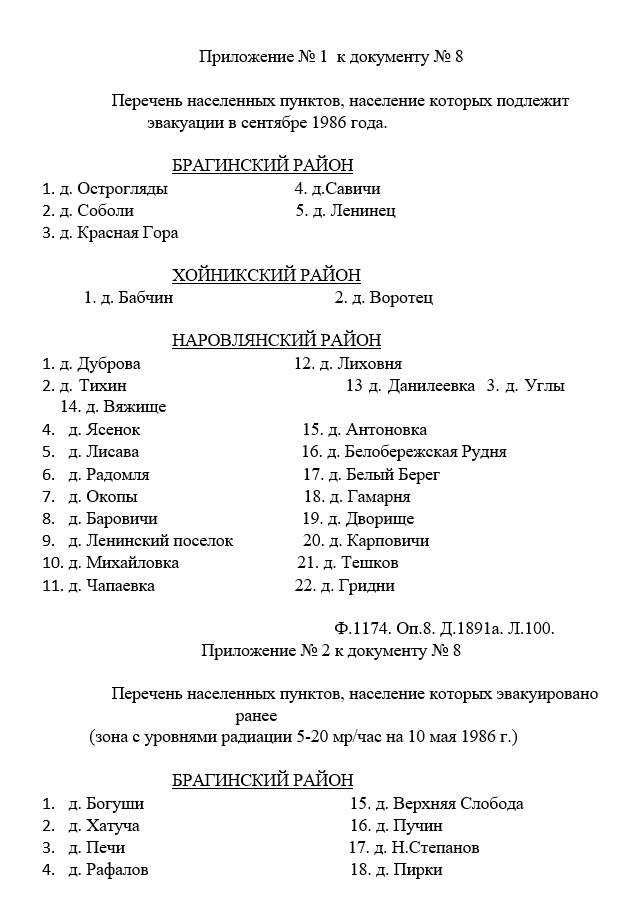 Приложение № 1 к документу № 8
Перечень населенных пунктов, население которых подлежит
эвакуации в сентябре 1986 года.
БРАГИНСКИЙ РАЙОН
1. д. Острогляды 4. д.Савичи
2. д. Соболи 5. д. Ленинец
3. д. Красная Гора
ХОЙНИКСКИЙ РАЙОН
1. д. Бабчин 2. д. Воротец
НАРОВЛЯНСКИЙ РАЙОН
1. д. Дуброва 12. д. Лиховня
2. д. Тихин 13 д. Данилеевка 3. д. Углы
14. д. Вяжище
4. д. Ясенок 15. д. Антоновка
5. д. Лисава 16. д. Белобережская Рудня
6. д. Радомля 17. д. Белый Берег
7. д. Окопы 18. д. Гамарня
8. д. Баровичи 19. д. Дворище
9. д. Ленинский поселок 20. д. Карповичи
10. д. Михайловка 21. д. Тешков
11. д. Чапаевка 22. д. Гридни
Ф.1174. Оп.8. Д.1891а. Л.100.
Приложение № 2 к документу № 8
Перечень населенных пунктов, население которых эвакуировано
ранее
(зона с уровнями радиации 5-20 мр/час на 10 мая 1986 г.)
БРАГИНСКИЙ РАЙОН
1. д. Богуши 15. д. Верхняя Слобода
2. д. Хатуча 16. д. Пучин
3. д. Печи 17. д. Н.Степанов
4. д. Рафалов 18. д. Пирки